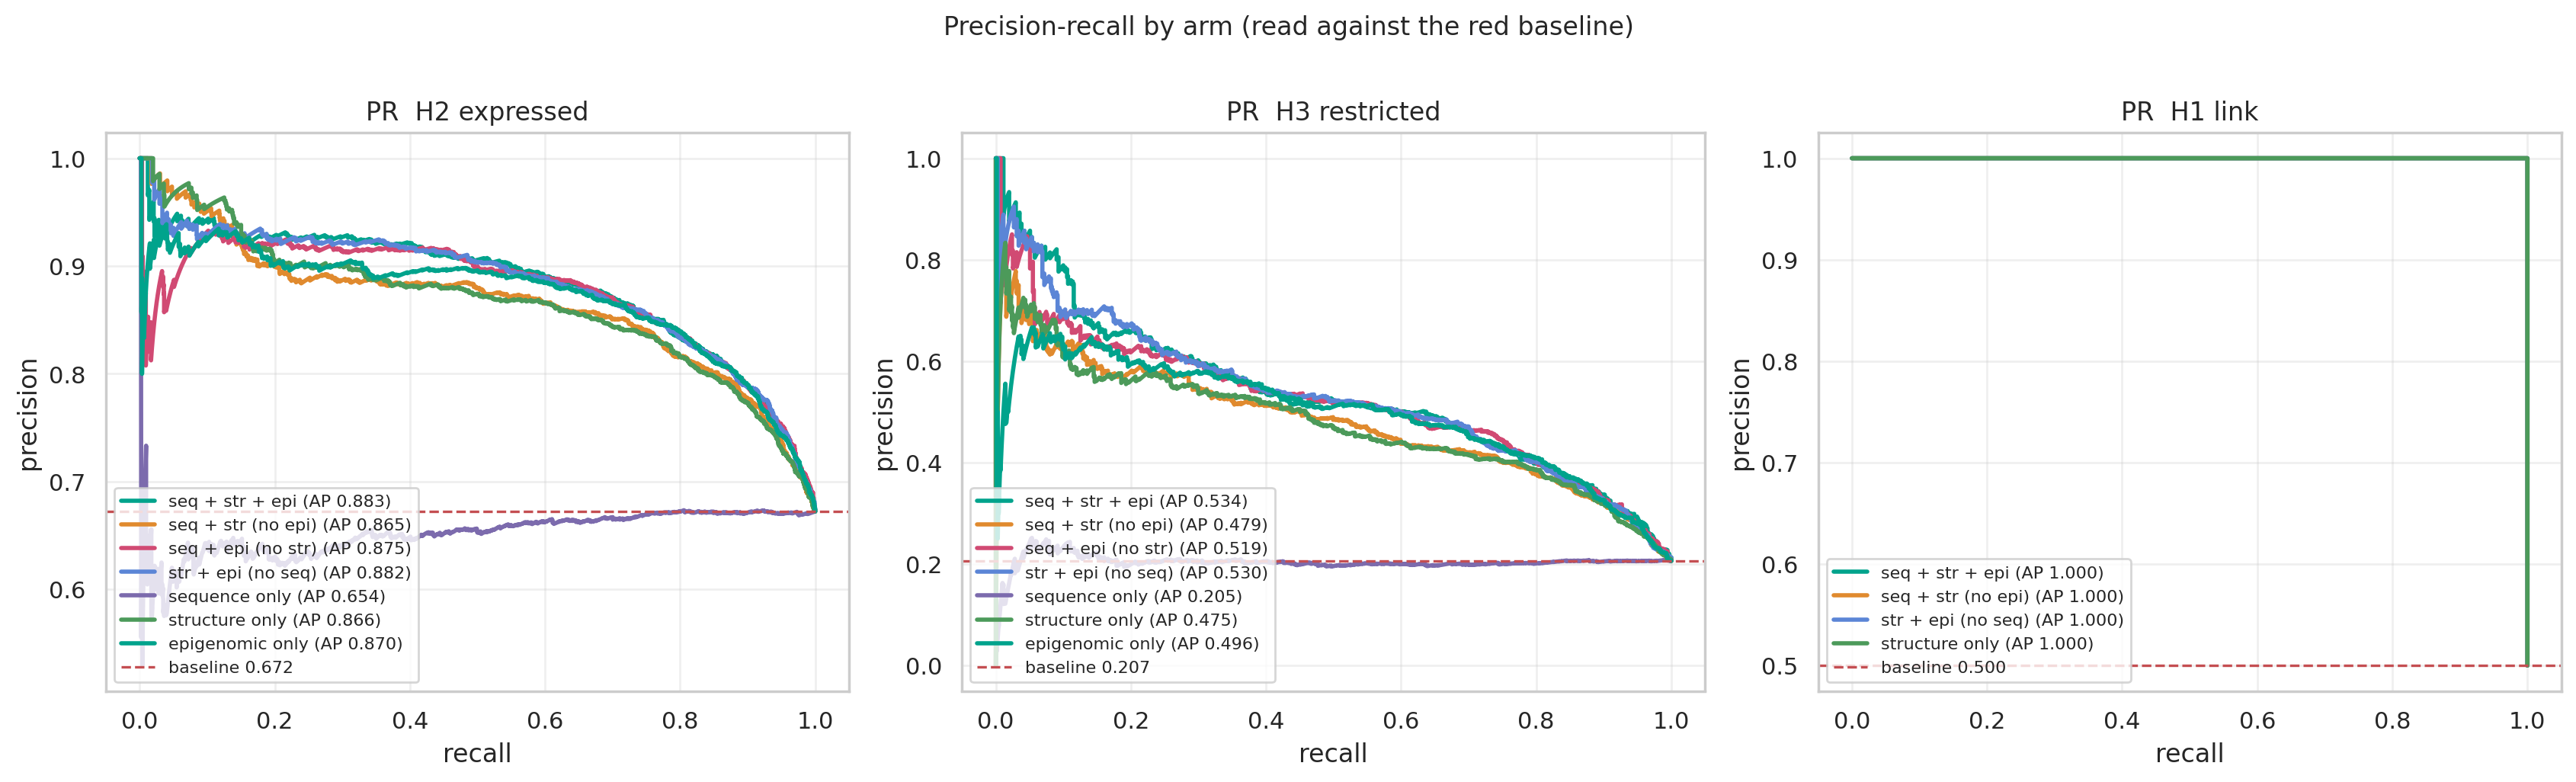 Precision-recall by arm (read against the red baseline)
PR H2 expressed
precision
1.0
0.9
0.8
0.7
0.6
seq + str + epi (AP 0.883)
seq + str (no epi) (AP 0.865)
seq + epi (no str) (AP 0.875)
str + epi (no seq) (AP 0.882)
sequence only (AP 0.654)
structure only (AP 0.866)
epigenomic only (AP 0.870)
baseline 0.672
0.0 0.2 0.4 0.6 0.8 1.0
recall
PR H3 restricted
precision
1.0
0.8
0.6
0.4
0.2
0.0
seq + str + epi (AP 0.534)
seq + str (no epi) (AP 0.479)
seq + epi (no str) (AP 0.519)
str + epi (no seq) (AP 0.530)
sequence only (AP 0.205)
structure only (AP 0.475)
epigenomic only (AP 0.496)
baseline 0.207
0.0 0.2 0.4 0.6 0.8 1.0
recall
PR H1 link
precision
1.0
0.9
0.8
0.7
0.6
0.5
seq + str + epi (AP 1.000)
seq + str (no epi) (AP 1.000)
str + epi (no seq) (AP 1.000)
structure only (AP 1.000)
baseline 0.500
0.0 0.2 0.4 0.6 0.8 1.0
recall